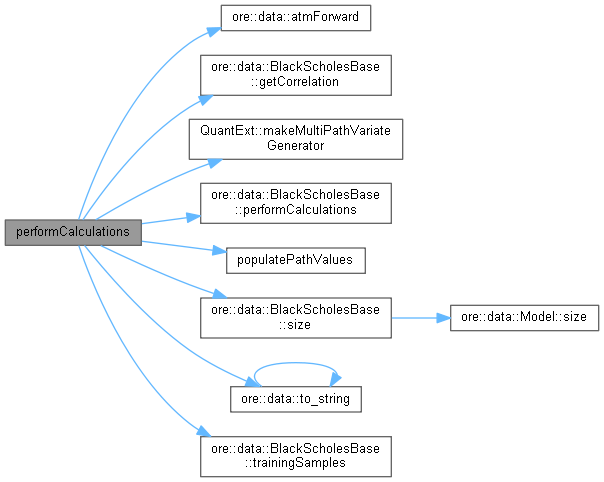 ore::data::atmForward
ore::data::BlackScholesBase
::getCorrelation
QuantExt::makeMultiPathVariate
Generator
ore::data::BlackScholesBase
::performCalculations
performCalculations
populatePathValues
ore::data::BlackScholesBase
::size
ore::data::Model::size
ore::data::to_string
ore::data::BlackScholesBase
::trainingSamples